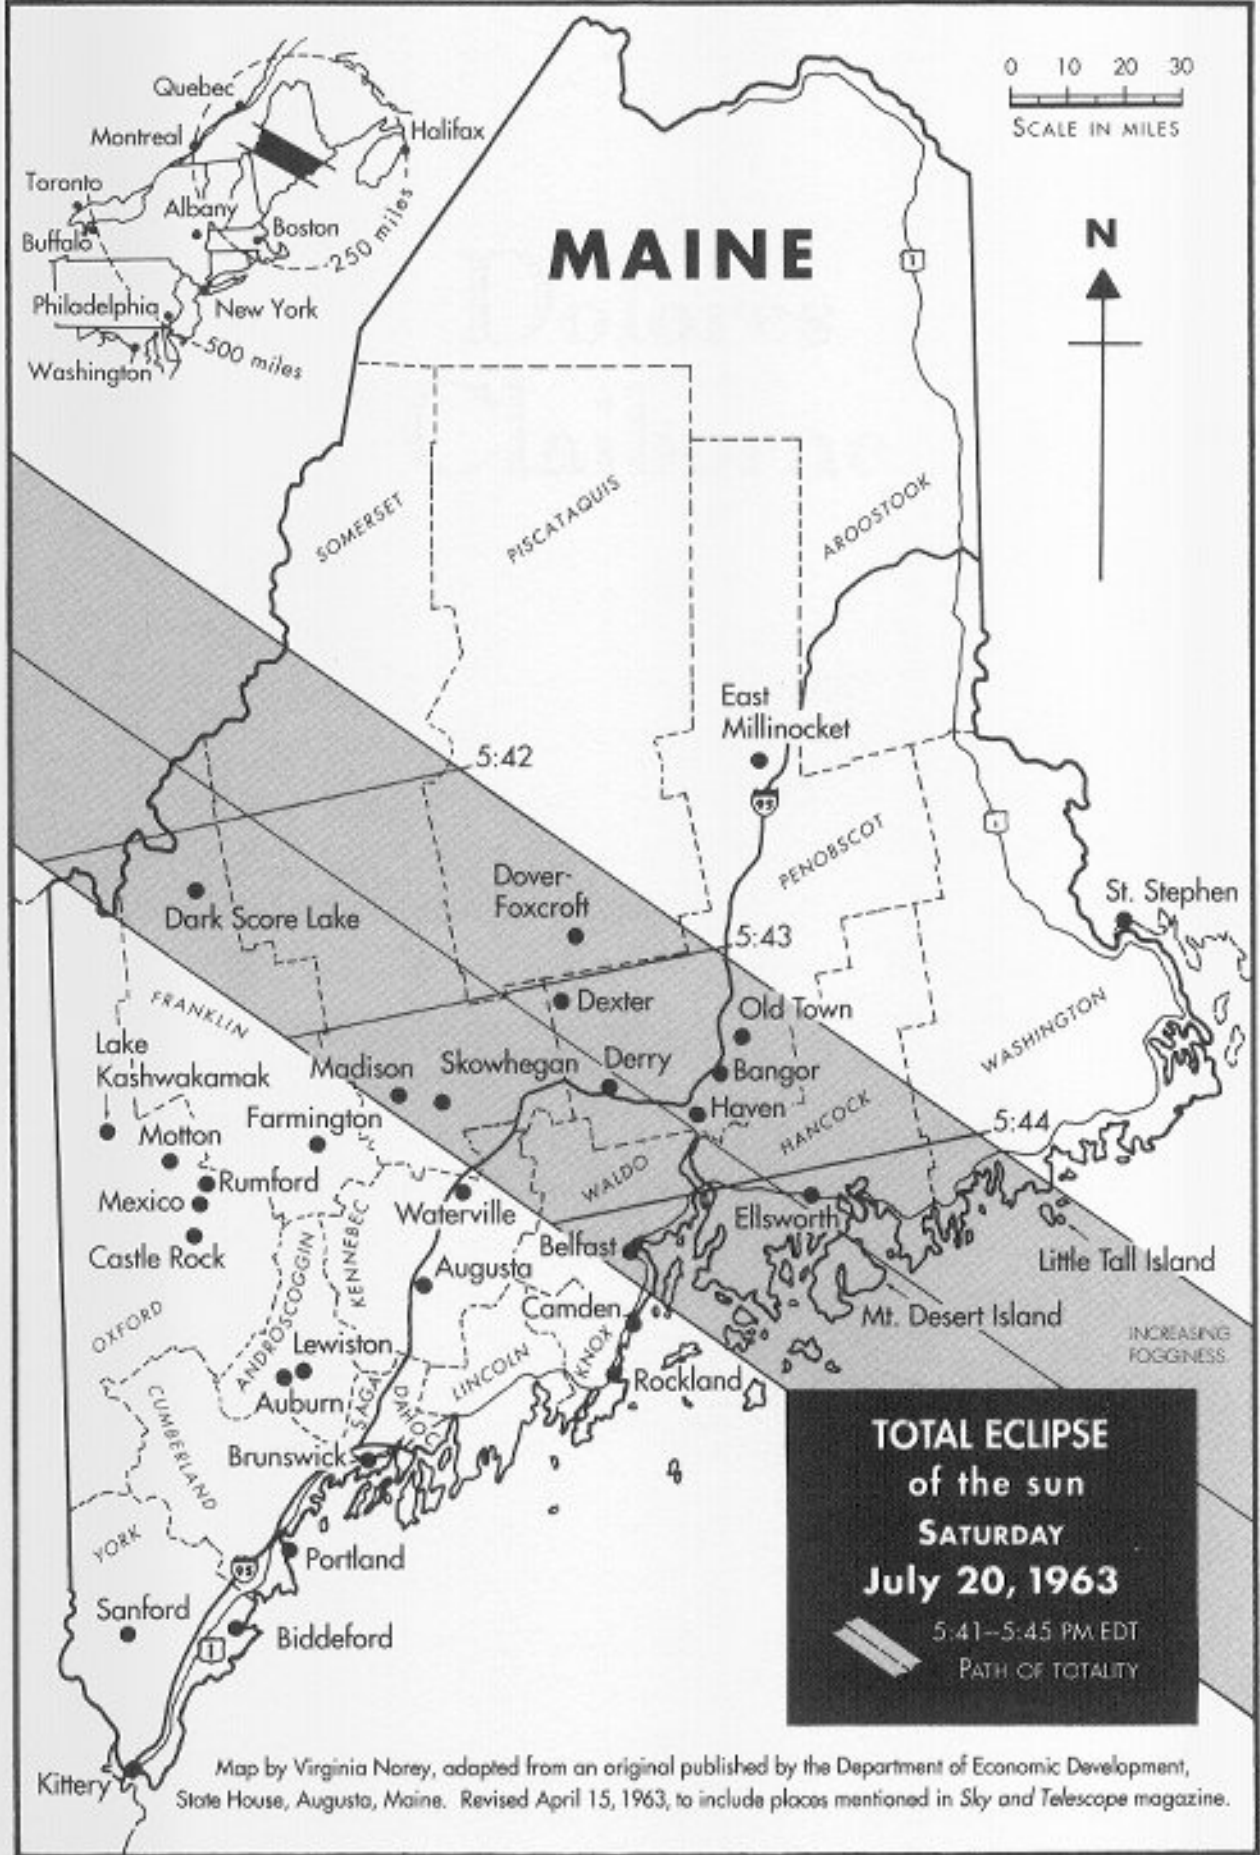 Quebec
Montreal
Halifax
Toronto
Albany
Buffalo
Boston
250 miles
Philadelphia
New York
500 miles
Washington
0 10 20 30
SCALE IN MILES
MAINE
N
1
SOMERSET
PISCATAQUIS
AROOSTOOK
East
Millinocket
5:42
95
PENOBSCOT
1
Dover-
Foxcroft
St. Stephen
Dark Score Lake
5:43
Dexter
Old Town
FRANKLIN
WASHINGTON
Lake
Kashwakamak
Madison
Skowhegan
Derry
Bangor
Haven
Farmington
HANCOCK
5:44
Motton
Rumford
WALDO
Mexico
Waterville
Ellsworth
Castle Rock
KENNEBEC
Belfast
Little Tall Island
Augusta
ANDROSCOGGIN
Camden
Mt. Desert Island
OXFORD
INCREASING
FOGGINESS
Lewiston
LINCOLN
KNOX
Rockland
Auburn
SAGADAHOC
CUMBERLAND
Brunswick
YORK
95
Portland
Sanford
1
Biddeford
Kittery
TOTAL ECLIPSE
of the sun
SATURDAY
July 20, 1963
5:41–5:45 PM EDT
PATH OF TOTALITY
Map by Virginia Norey, adapted from an original published by the Department of Economic Development,
State House, Augusta, Maine. Revised April 15, 1963, to include places mentioned in Sky and Telescope magazine.